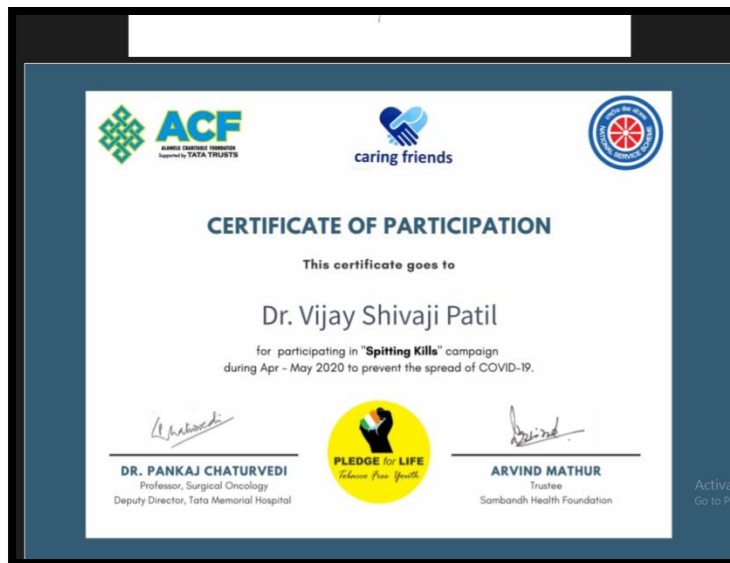 ACF
ALAMELU CHARITABLE FOUNDATION
Supported by TATA TRUSTS
caring friends
राष्ट्रीय सेवा योजना
NATIONAL SERVICE SCHEME
CERTIFICATE OF PARTICIPATION
This certificate goes to
Dr. Vijay Shivaji Patil
for participating in "Spitting Kills" campaign
during Apr - May 2020 to prevent the spread of COVID-19.
DR. PANKAJ CHATURVEDI
Professor, Surgical Oncology
Deputy Director, Tata Memorial Hospital
PLEDGE for LIFE
Tobacco Free Youth
ARVIND MATHUR
Trustee
Sambandh Health Foundation
Activa
Go to P